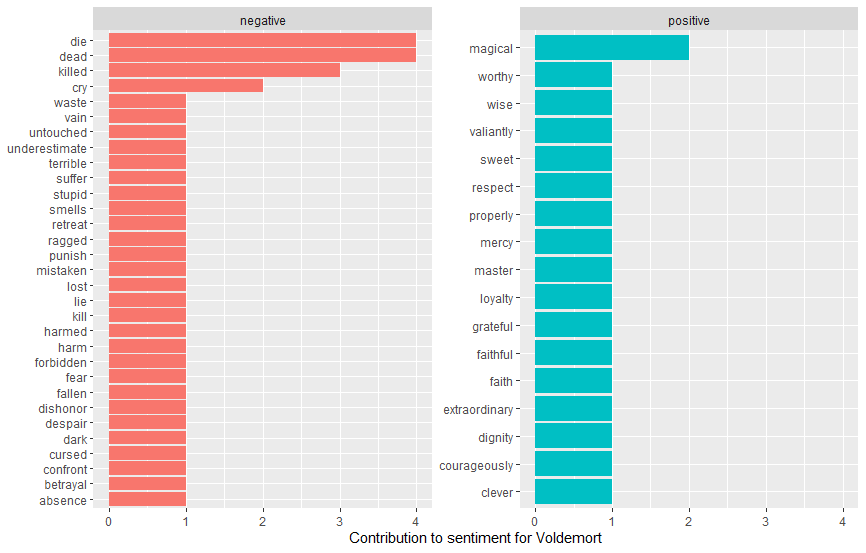 negative
die
dead
killed
cry
waste
vain
untouched
underestimate
terrible
suffer
stupid
smells
retreat
ragged
punish
mistaken
lost
lie
kill
harmed
harm
forbidden
fear
fallen
dishonor
despair
dark
cursed
confront
betrayal
absence
0 1 2 3 4
positive
magical
worthy
wise
valiantly
sweet
respect
properly
mercy
master
loyalty
grateful
faithful
faith
extraordinary
dignity
courageously
clever
0 1 2 3 4
Contribution to sentiment for Voldemort